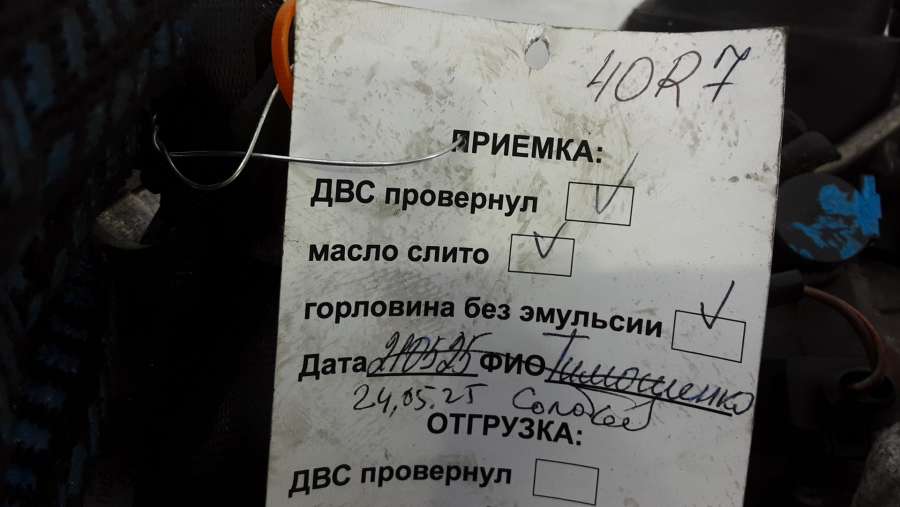 40R7
ПРИЕМКА:
ДВС провернул
масло слито
горловина без эмульсии
Дата 210525 ФИО Тимошенко
24,05.25
ОТГРУЗКА:
ДВС провернул